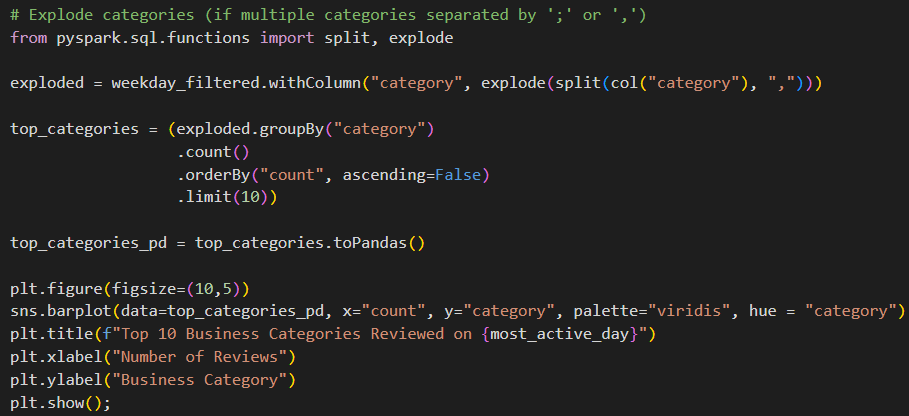 # Explode categories (if multiple categories separated by ';' or ',')
from pyspark.sql.functions import split, explode
exploded = weekday_filtered.withColumn("category", explode(split(col("category"), ",")))
top_categories = (exploded.groupBy("category")
.count()
.orderBy("count", ascending=False)
.limit(10))
top_categories_pd = top_categories.toPandas()
plt.figure(figsize=(10,5))
sns.barplot(data=top_categories_pd, x="count", y="category", palette="viridis", hue = "category")
plt.title(f"Top 10 Business Categories Reviewed on {most_active_day}")
plt.xlabel("Number of Reviews")
plt.ylabel("Business Category")
plt.show();